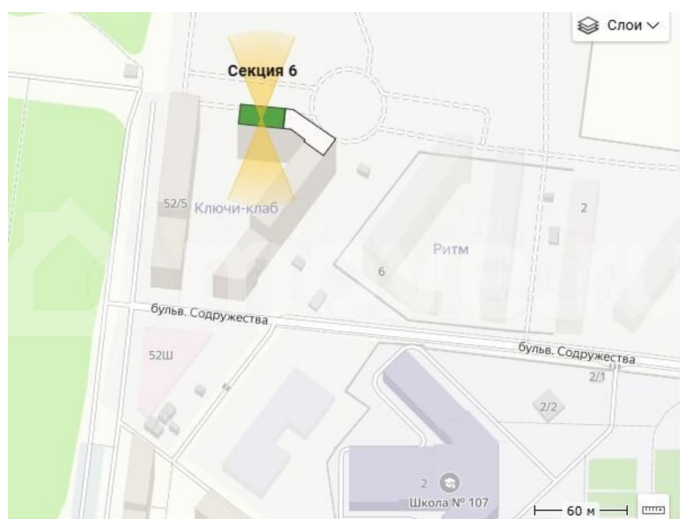 Слои
Секция 6
52/5
Ключи-клаб
2
Ритм
6
бульв. Содружества
бульв. Содружества
52Ш
2/1
2/2
2
Школа № 107
60 м